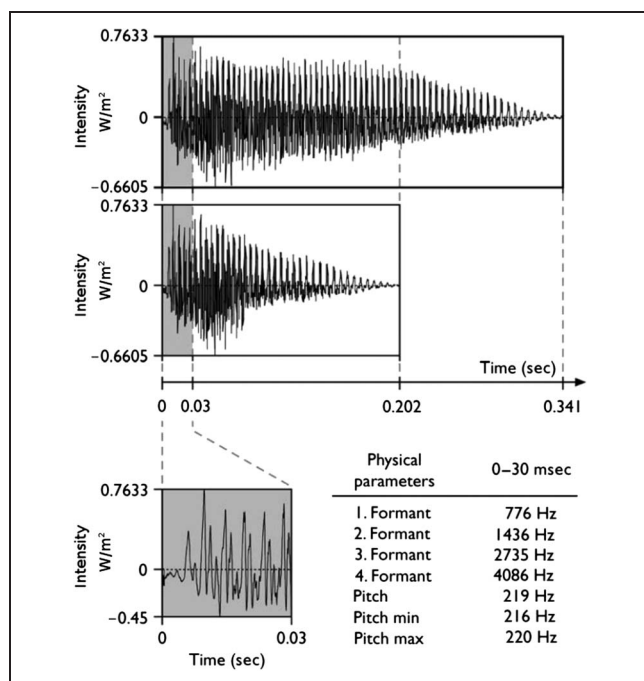 0.7633
Intensity
W/m²
0
−0.6605
0.7633
Intensity
W/m²
0
−0.6605
Time (sec)
0 0.03 0.202 0.341
0.7633
Intensity
W/m²
0
−0.45
0 0.03
Time (sec)
Physical parameters 0–30 msec
1. Formant 776 Hz
2. Formant 1436 Hz
3. Formant 2735 Hz
4. Formant 4086 Hz
Pitch 219 Hz
Pitch min 216 Hz
Pitch max 220 Hz